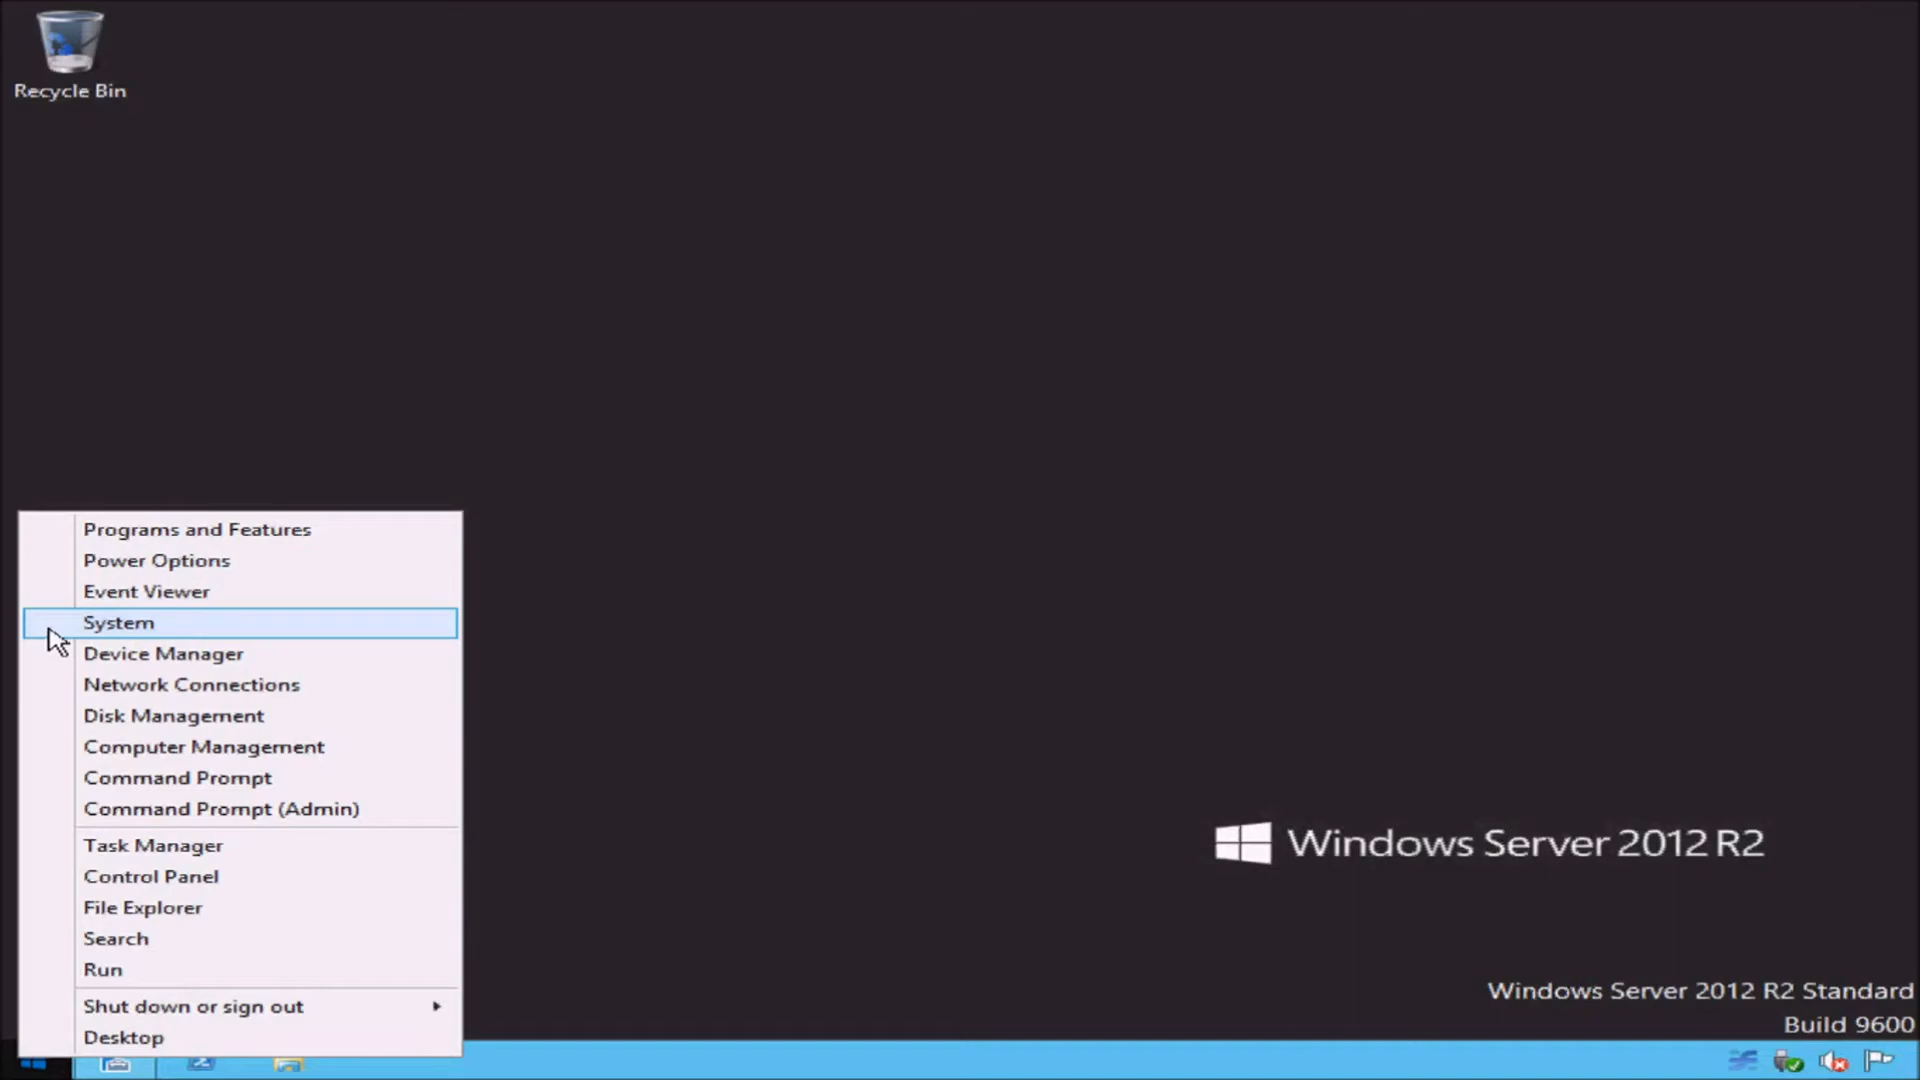 Recycle Bin
Programs and Features
Power Options
Event Viewer
System
Device Manager
Network Connections
Disk Management
Computer Management
Command Prompt
Command Prompt (Admin)
Task Manager
Control Panel
File Explorer
Search
Run
Shut down or sign out
Desktop
Windows Server 2012 R2
Windows Server 2012 R2 Standard
Build 9600